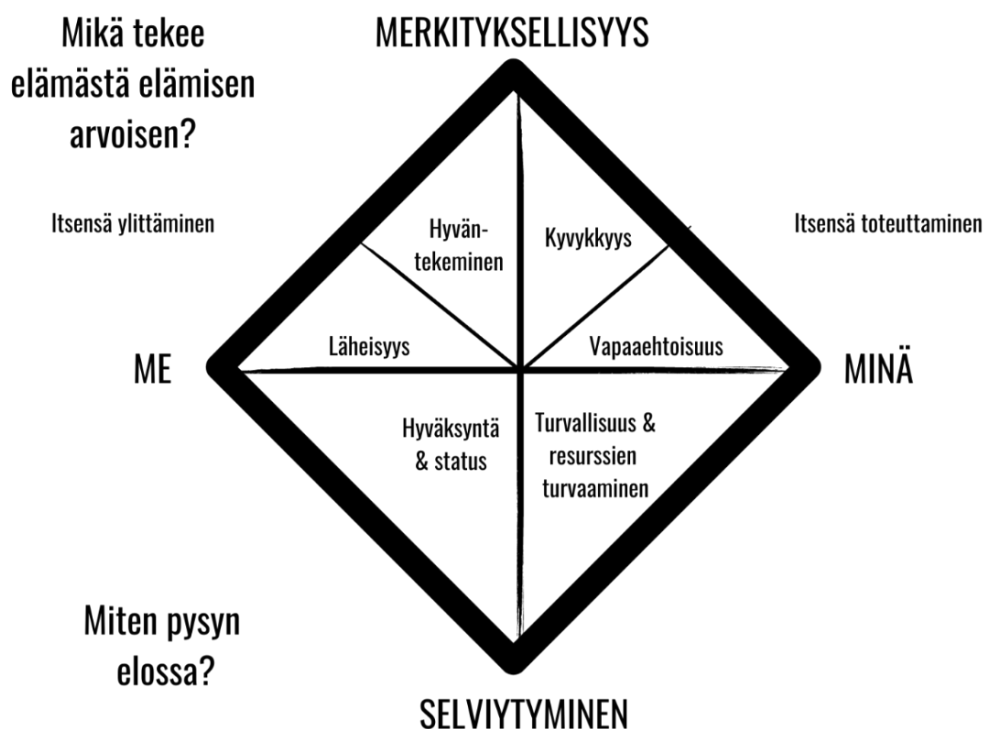 Mikä tekee
elämästä elämisen
arvoisen?
MERKITYKSELLISYYS
Itsensä ylittäminen
Hyvän-
tekeminen
Kyvykkyys
Itsensä toteuttaminen
ME
Läheisyys
Vapaaehtoisuus
MINÄ
Hyväksyntä
& status
Turvallisuus &
resurssien
turvaaminen
Miten pysyn
elossa?
SELVIYTYMINEN